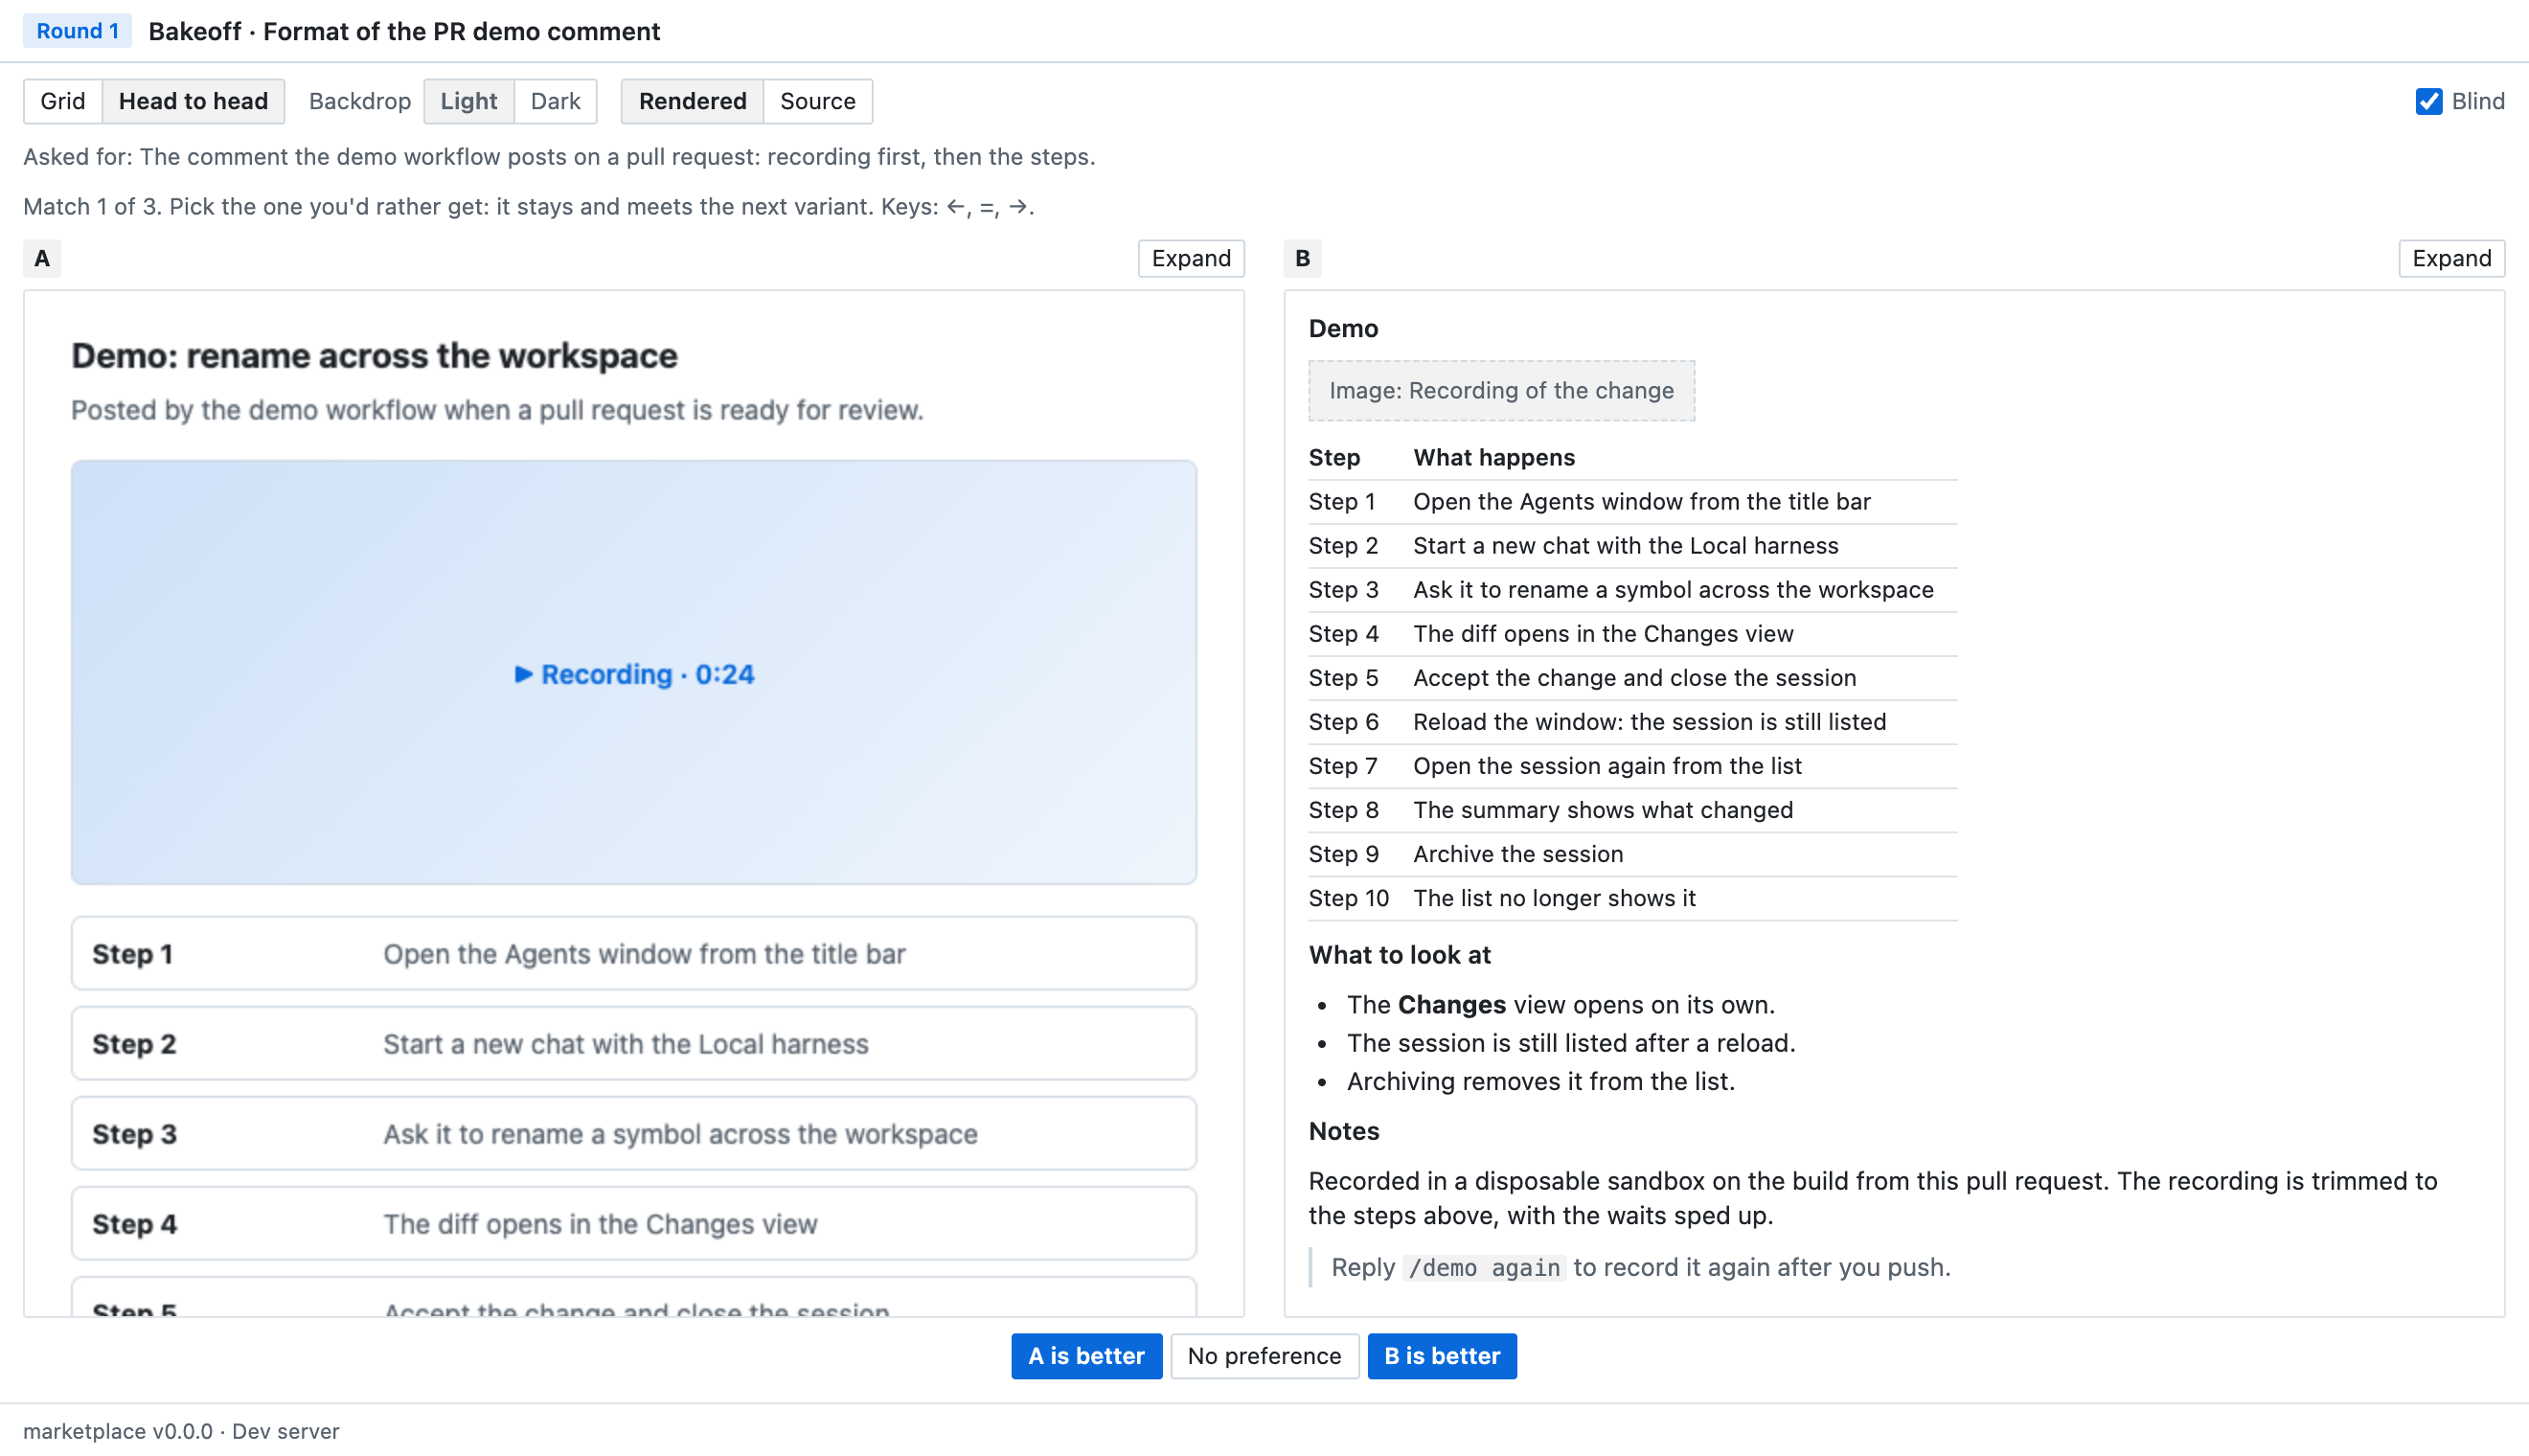 Round 1 Bakeoff · Format of the PR demo comment
Grid Head to head Backdrop Light Dark Rendered Source Blind
Asked for: The comment the demo workflow posts on a pull request: recording first, then the steps.
Match 1 of 3. Pick the one you'd rather get: it stays and meets the next variant. Keys: ←, =, →.
A Expand
Demo: rename across the workspace
Posted by the demo workflow when a pull request is ready for review.
▶ Recording · 0:24
Step 1 Open the Agents window from the title bar
Step 2 Start a new chat with the Local harness
Step 3 Ask it to rename a symbol across the workspace
Step 4 The diff opens in the Changes view
Step 5 Accept the change and close the session
B Expand
Demo
Image: Recording of the change
Step What happens
Step 1 Open the Agents window from the title bar
Step 2 Start a new chat with the Local harness
Step 3 Ask it to rename a symbol across the workspace
Step 4 The diff opens in the Changes view
Step 5 Accept the change and close the session
Step 6 Reload the window: the session is still listed
Step 7 Open the session again from the list
Step 8 The summary shows what changed
Step 9 Archive the session
Step 10 The list no longer shows it
What to look at
• The Changes view opens on its own.
• The session is still listed after a reload.
• Archiving removes it from the list.
Notes
Recorded in a disposable sandbox on the build from this pull request. The recording is trimmed to
the steps above, with the waits sped up.
Reply /demo again to record it again after you push.
A is better No preference B is better
marketplace v0.0.0 · Dev server